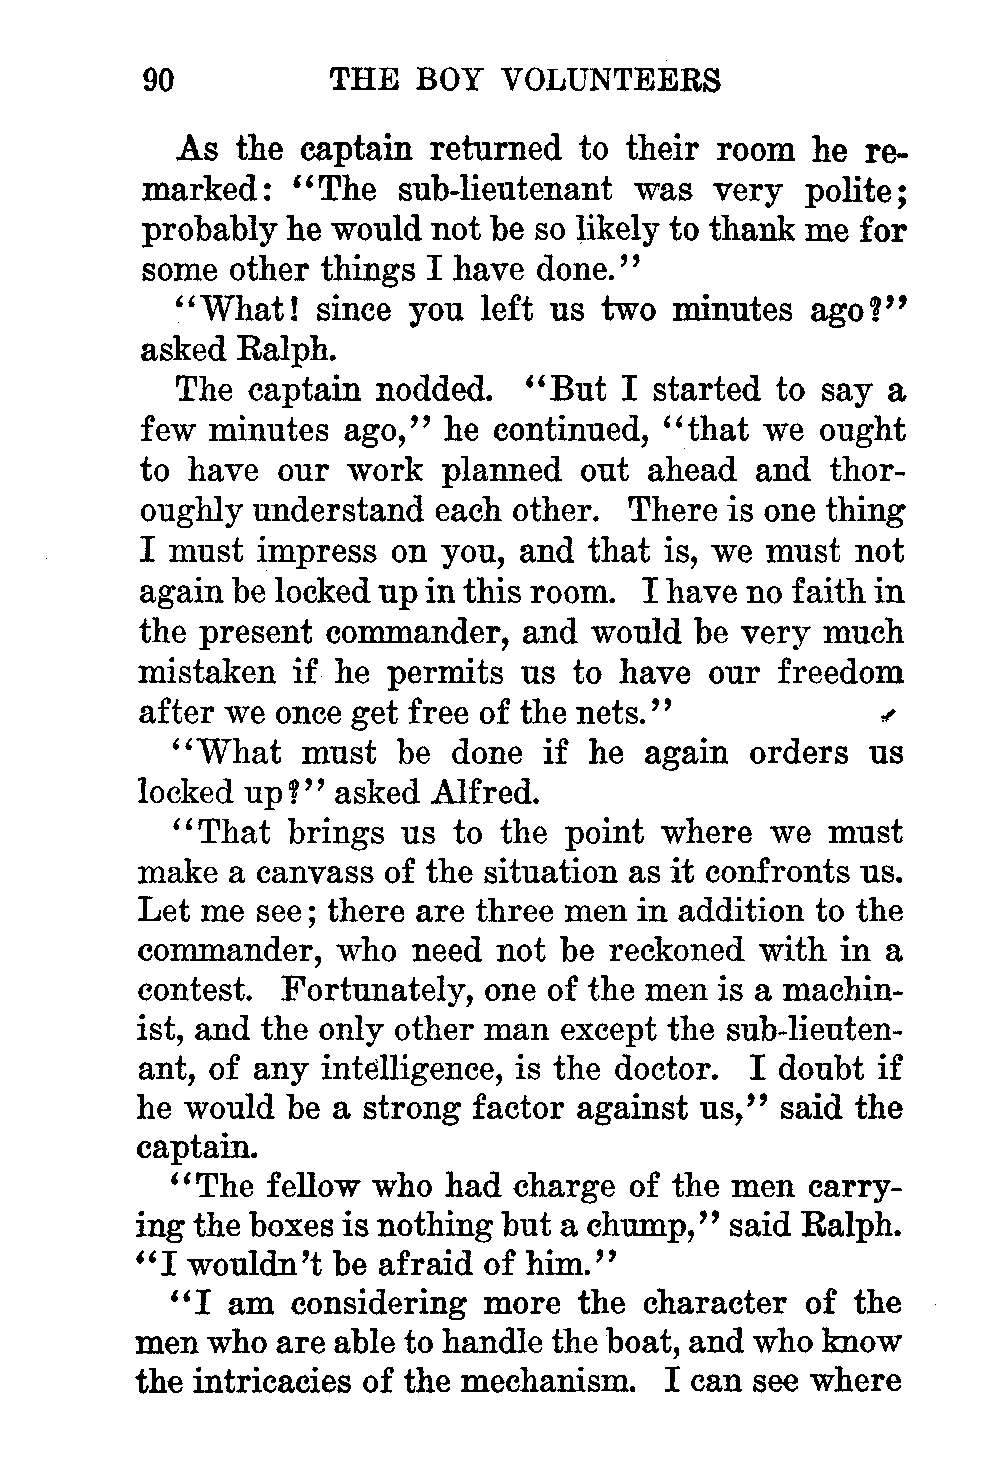 90 THE BOY VOLUNTEERS
As the captain returned to their room he re-
marked: “The sub-lieutenant was very polite;
probably he would not be so likely to thank me for
some other things I have done.”
“What! since you left us two minutes ago?”
asked Ralph.
The captain nodded. “But I started to say a
few minutes ago,” he continued, “that we ought
to have our work planned out ahead and thor-
oughly understand each other. There is one thing
I must impress on you, and that is, we must not
again be locked up in this room. I have no faith in
the present commander, and would be very much
mistaken if he permits us to have our freedom
after we once get free of the nets.”
“What must be done if he again orders us
locked up?” asked Alfred.
“That brings us to the point where we must
make a canvass of the situation as it confronts us.
Let me see; there are three men in addition to the
commander, who need not be reckoned with in a
contest. Fortunately, one of the men is a machin-
ist, and the only other man except the sub-lieuten-
ant, of any intelligence, is the doctor. I doubt if
he would be a strong factor against us,” said the
captain.
“The fellow who had charge of the men carry-
ing the boxes is nothing but a chump,” said Ralph.
“I wouldn’t be afraid of him.”
“I am considering more the character of the
men who are able to handle the boat, and who know
the intricacies of the mechanism. I can see where